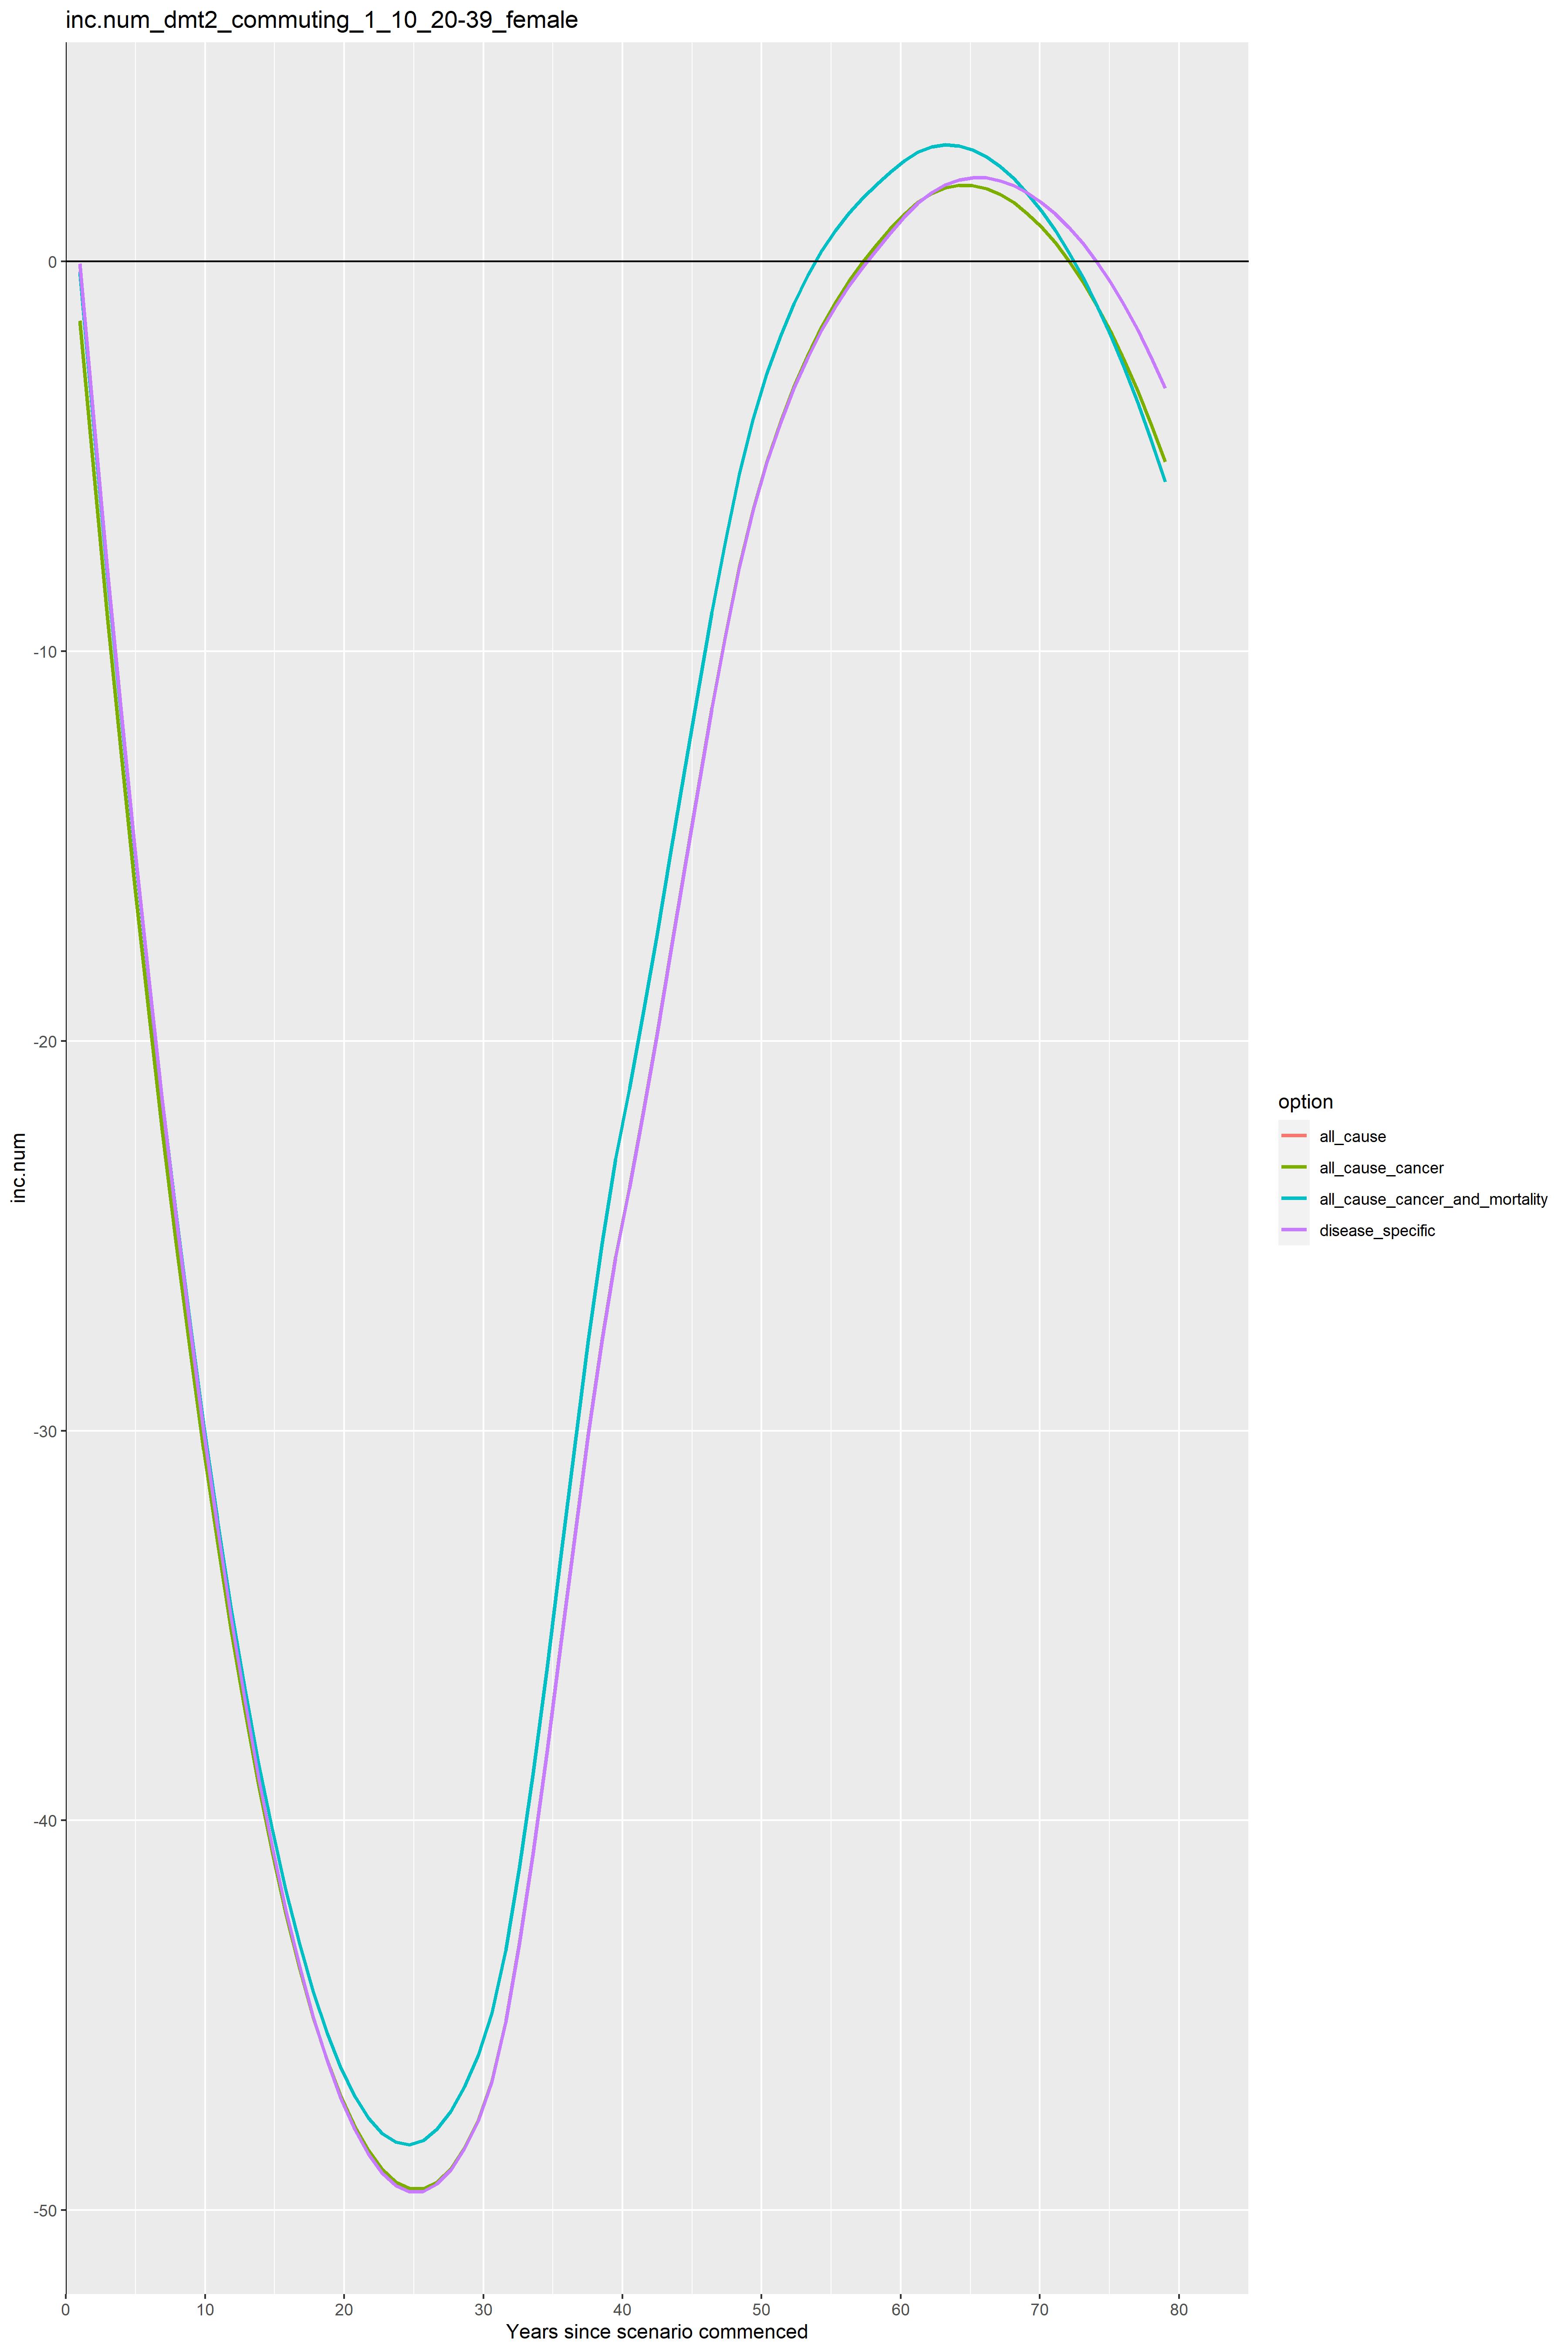 inc.num_dmt2_commuting_1_10_20-39_female
0
-10
-20
-30
-40
-50
inc.num
0 10 20 30 40 50 60 70 80
Years since scenario commenced
option
all_cause
all_cause_cancer
all_cause_cancer_and_mortality
disease_specific